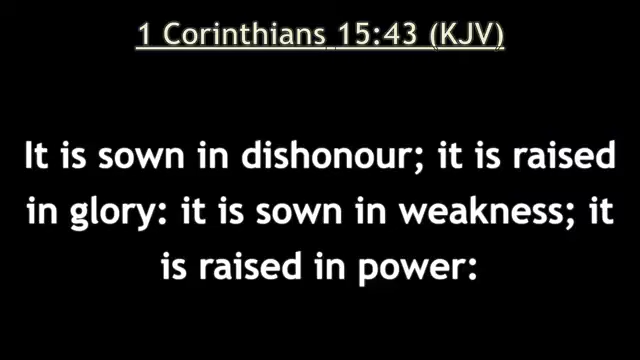 1 Corinthians 15:43 (KJV)
It is sown in dishonour; it is raised
in glory: it is sown in weakness; it
is raised in power: